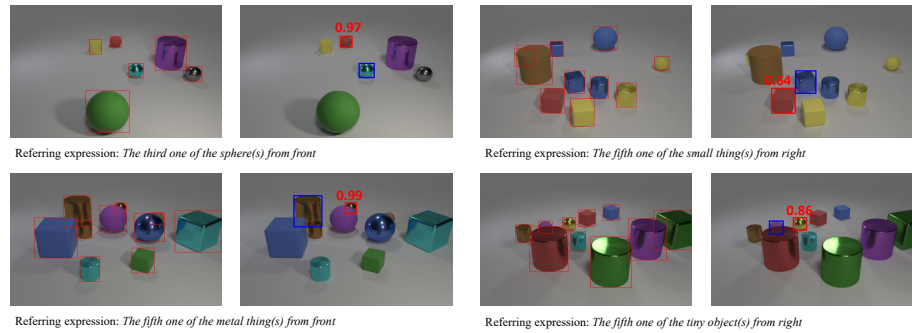 0.97
0.64
Referring expression: The third one of the sphere(s) from front
Referring expression: The fifth one of the small thing(s) from right
0.99
0.86
Referring expression: The fifth one of the metal thing(s) from front
Referring expression: The fifth one of the tiny object(s) from right